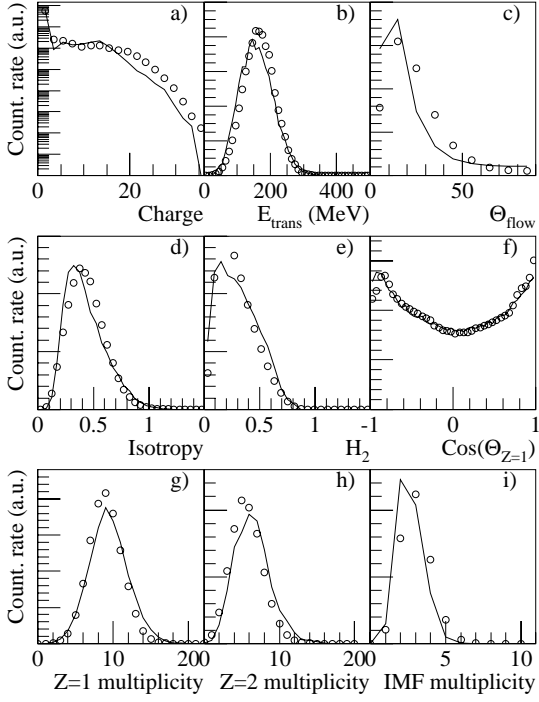 a) b) c)
Count. rate (a.u.)
0 20 0 200 400 50
Charge E_trans (MeV) Θ_flow
d) e) f)
Count. rate (a.u.)
0 0.5 1 0 0.5 1 -1 0 1
Isotropy H_2 Cos(Θ_Z=1)
g) h) i)
Count. rate (a.u.)
0 10 20 0 10 20 0 5 10
Z=1 multiplicity Z=2 multiplicity IMF multiplicity